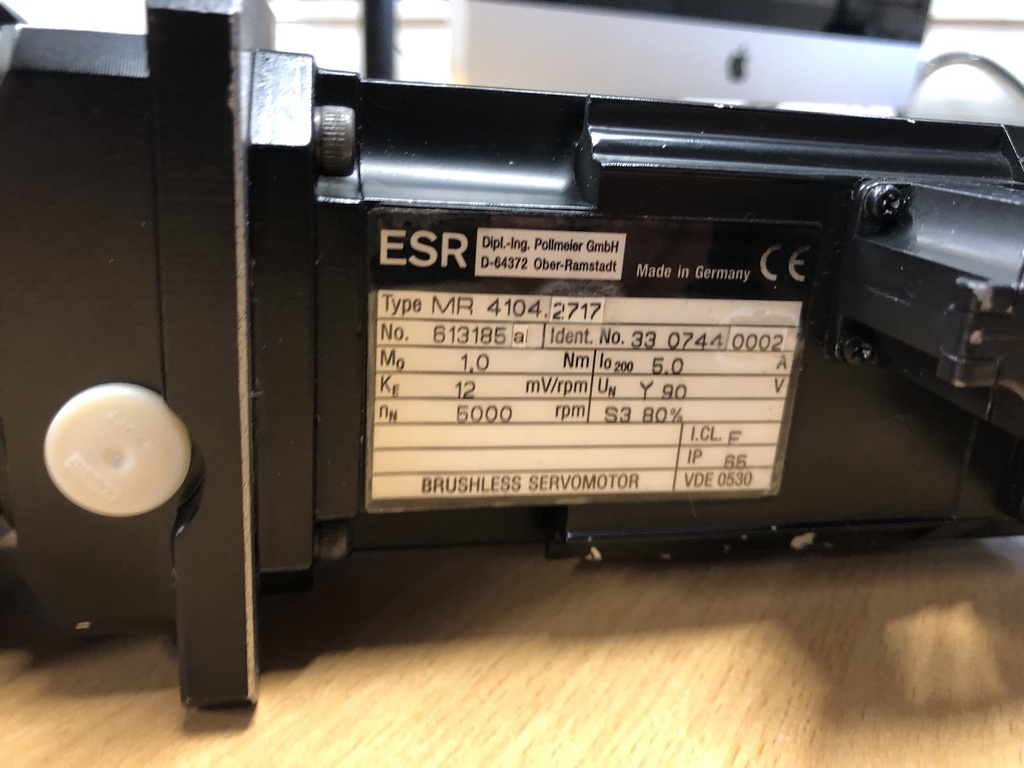 ESR Dipl.-Ing. Pollmeier GmbH
D-64372 Ober-Ramstadt
Made in Germany CE
Type MR 4104.2717
No. 613185 a Ident. No. 33 0744 0002
M0 1,0 Nm I0 200 5.0 A
KE 12 mV/rpm UN Y 90 V
nN 5000 rpm S3 80%
I.CL. F
IP 65
BRUSHLESS SERVOMOTOR VDE 0530